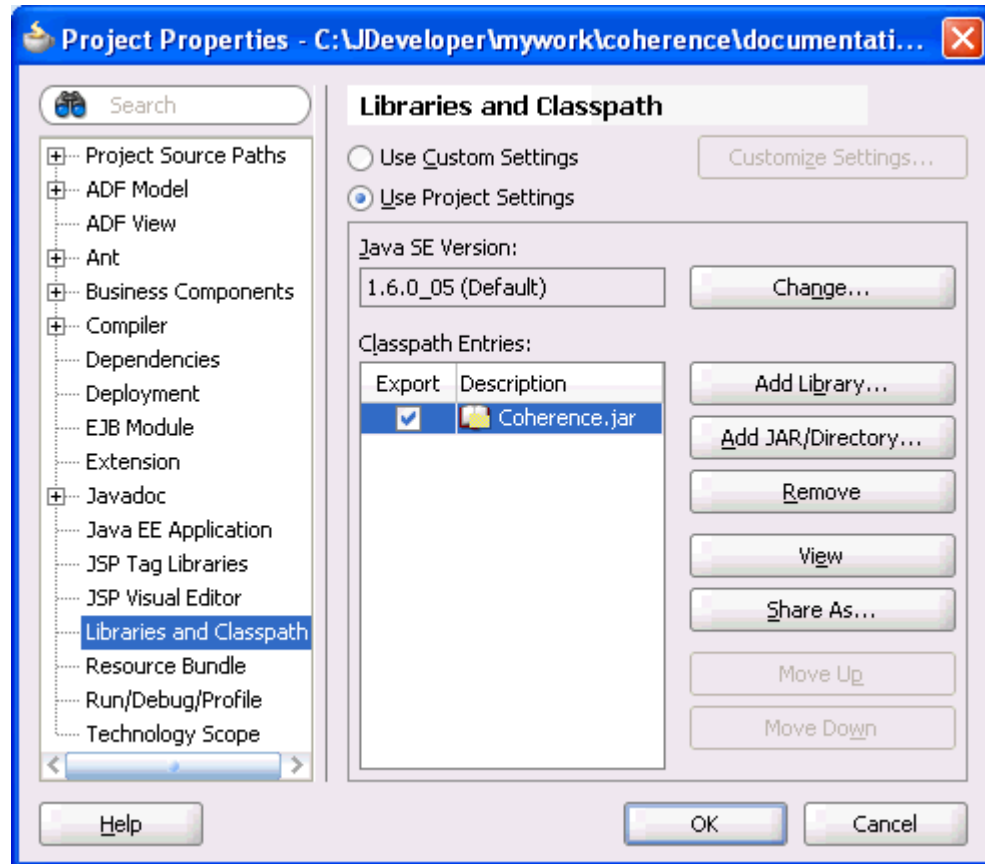 Project Properties - C:\JDeveloper\mywork\coherence\documentati...
Search
Project Source Paths
ADF Model
ADF View
Ant
Business Components
Compiler
Dependencies
Deployment
EJB Module
Extension
Javadoc
Java EE Application
JSP Tag Libraries
JSP Visual Editor
Libraries and Classpath
Resource Bundle
Run/Debug/Profile
Technology Scope
Libraries and Classpath
Use Custom Settings
Customize Settings...
Use Project Settings
Java SE Version:
1.6.0_05 (Default)
Change...
Classpath Entries:
Export Description
Coherence.jar
Add Library...
Add JAR/Directory...
Remove
View
Share As...
Move Up
Move Down
Help
OK
Cancel